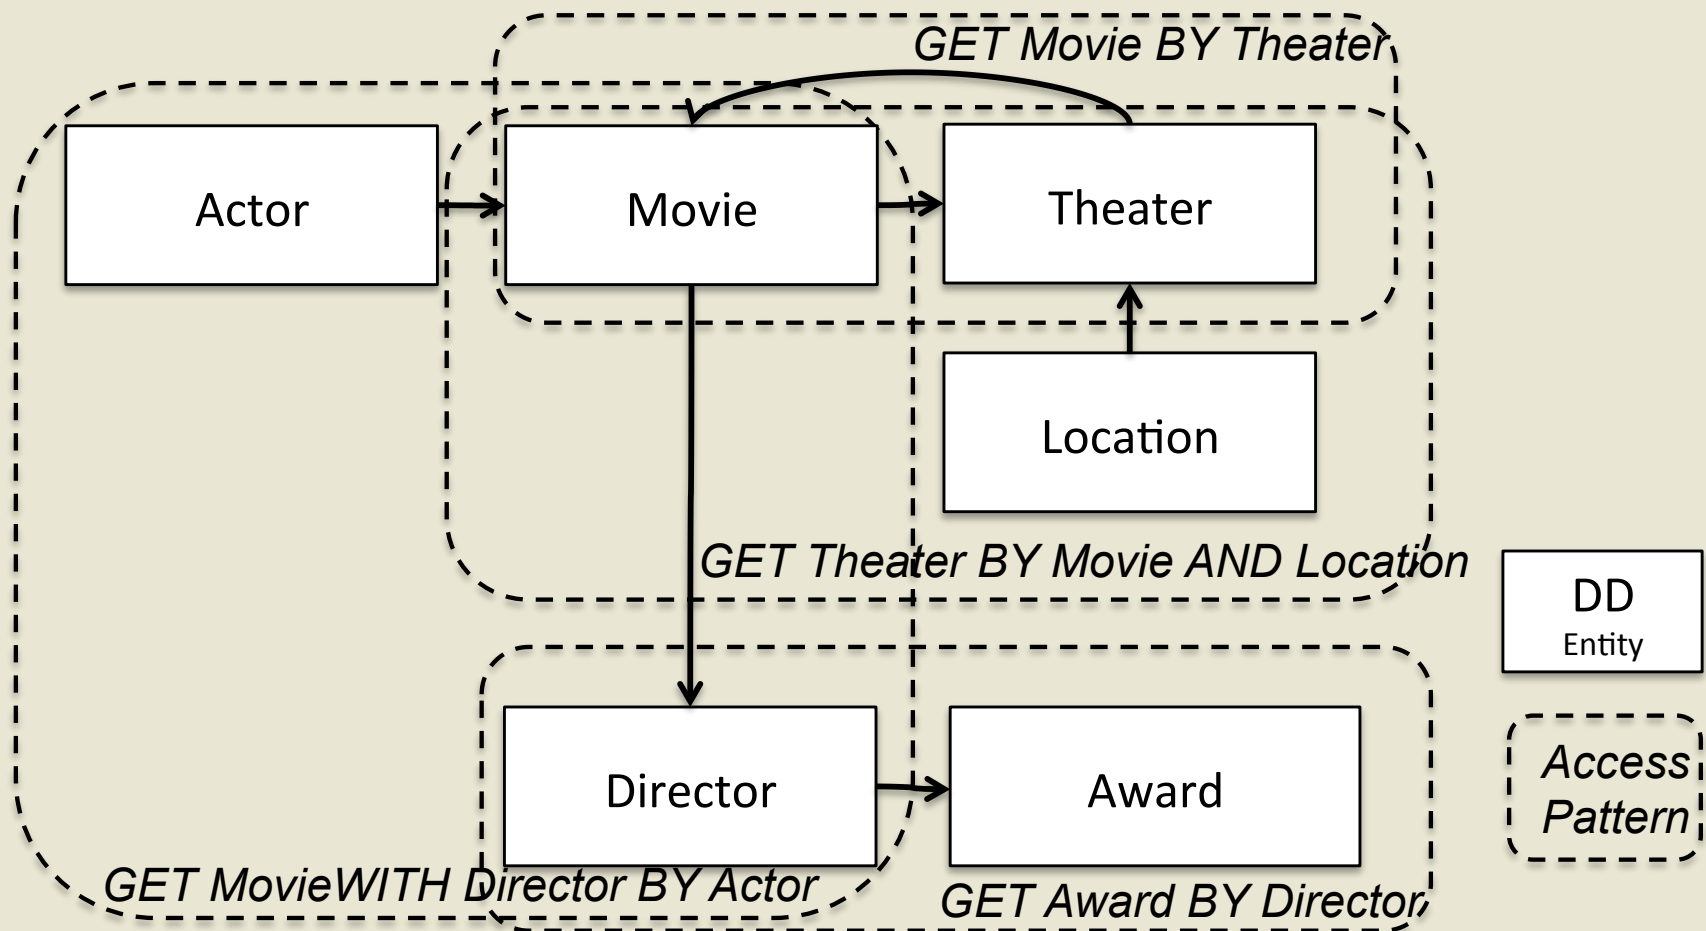 GET Movie BY Theater
Actor
Movie
Theater
Location
GET Theater BY Movie AND Location
DD
Entity
Director
Award
Access
Pattern
GET MovieWITH Director BY Actor
GET Award BY Director